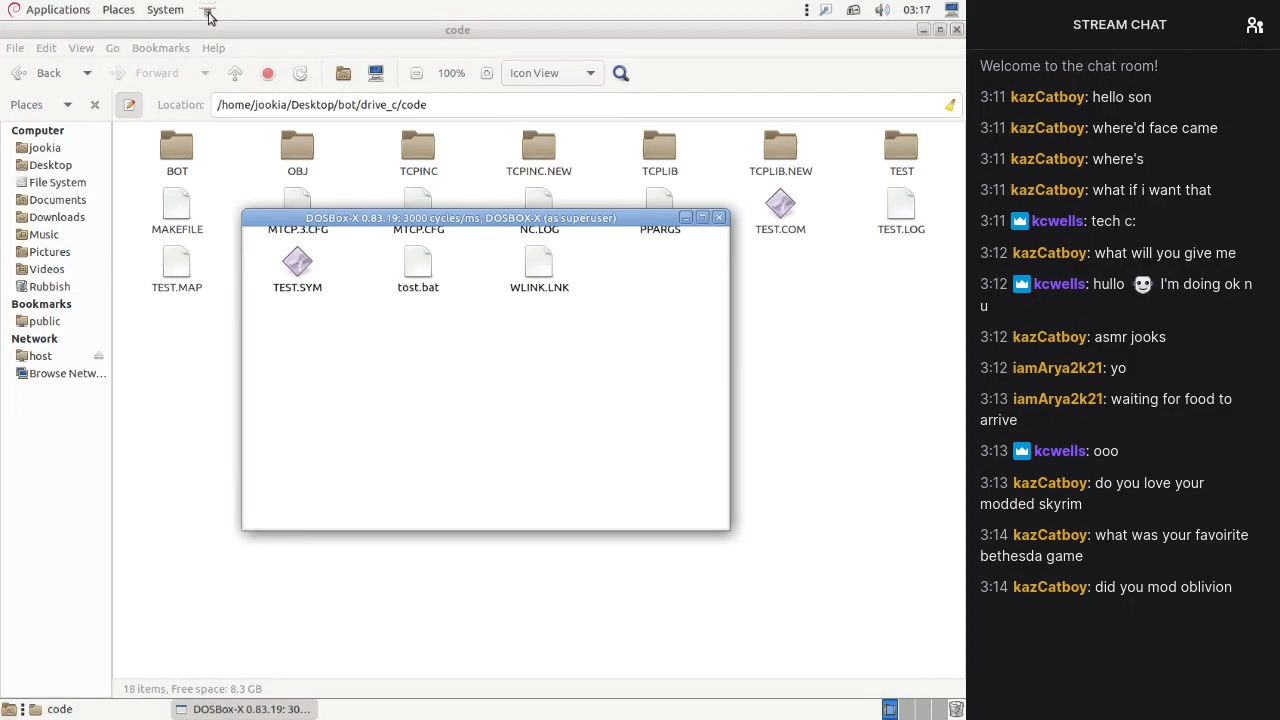 Applications Places System
03:17
code
File Edit View Go Bookmarks Help
Back Forward 100% Icon View
Places Location: /home/jookia/Desktop/bot/drive_c/code
Computer
jookia
Desktop
File System
Documents
Downloads
Music
Pictures
Videos
Rubbish
Bookmarks
public
Network
host
Browse Netw...
BOT OBJ TCPINC TCPINC.NEW TCPLIB TCPLIB.NEW TEST
DOSBox-X 0.83.19: 3000 cycles/ms, DOSBOX-X (as superuser)
MAKEFILE MTCP.3.CFG MTCP.CFG NC.LOG PPARGS TEST.COM TEST.LOG
TEST.MAP TEST.SYM tost.bat WLINK.LNK
18 items, Free space: 8.3 GB
code DOSBox-X 0.83.19: 30...
STREAM CHAT
Welcome to the chat room!
3:11 kazCatboy: hello son
3:11 kazCatboy: where'd face came
3:11 kazCatboy: where's
3:11 kazCatboy: what if i want that
3:11 kcwells: tech c:
3:12 kazCatboy: what will you give me
3:12 kcwells: hullo I'm doing ok n
u
3:12 kazCatboy: asmr jooks
3:12 iamArya2k21: yo
3:13 iamArya2k21: waiting for food to
arrive
3:13 kcwells: ooo
3:13 kazCatboy: do you love your
modded skyrim
3:14 kazCatboy: what was your favoirite
bethesda game
3:14 kazCatboy: did you mod oblivion